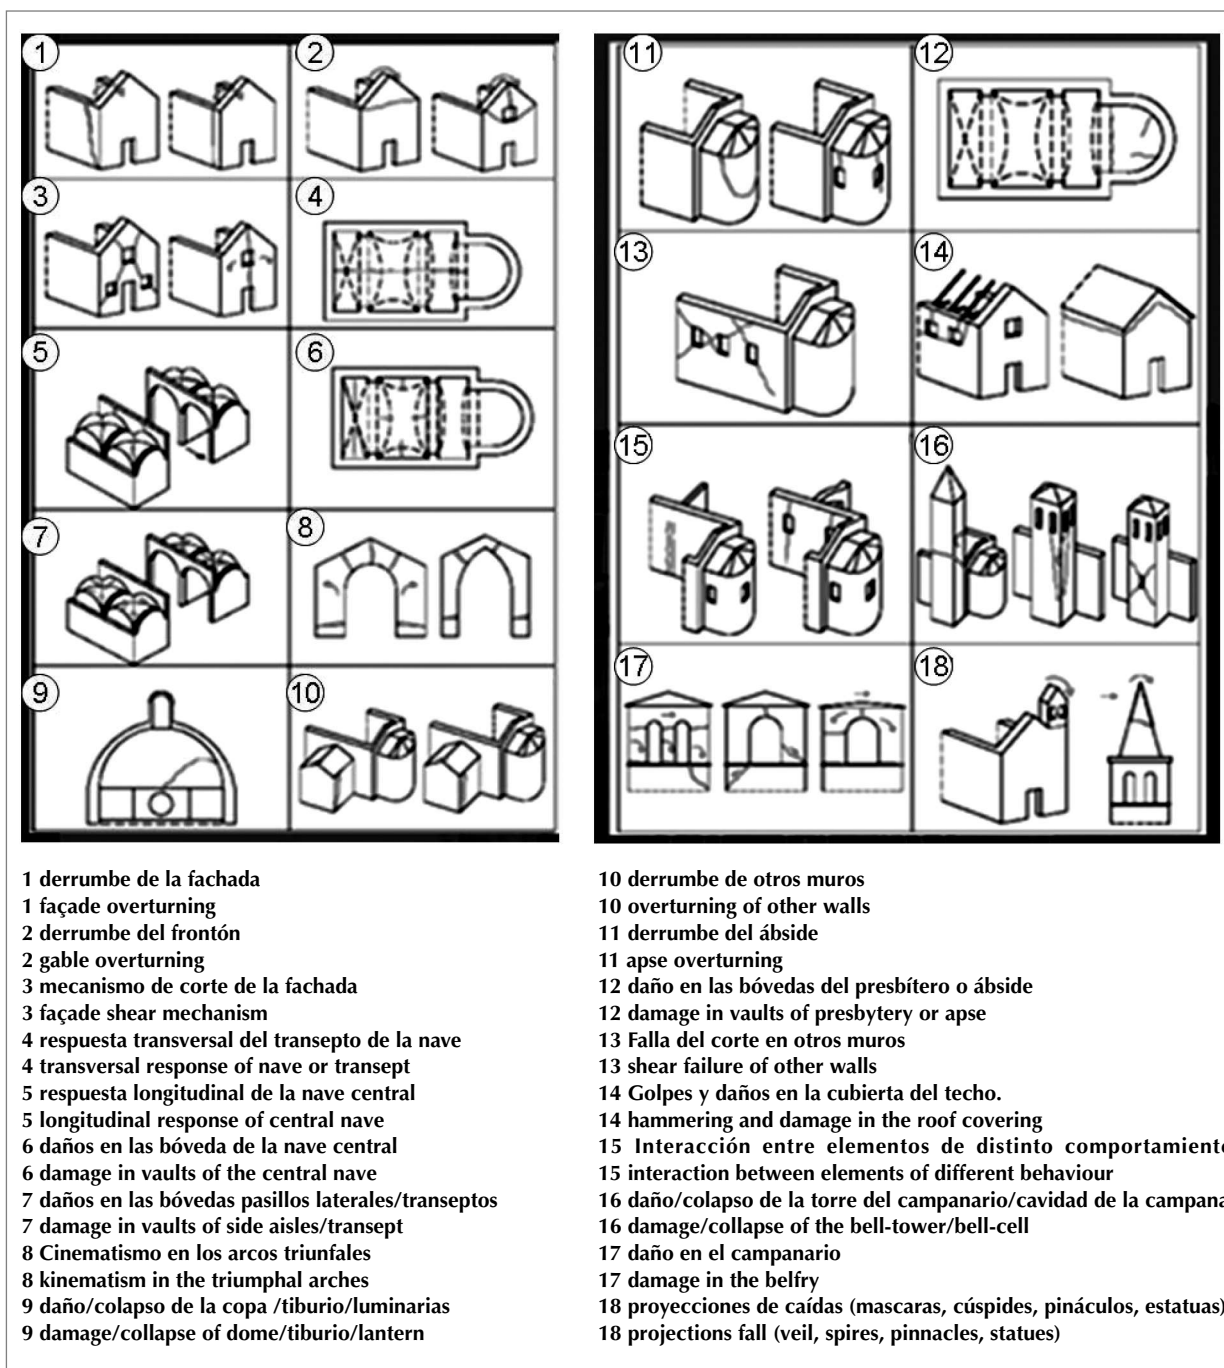 1
2
3
4
5
6
7
8
9
10
11
12
13
14
15
16
17
18
1 derrumbe de la fachada
1 façade overturning
2 derrumbe del frontón
2 gable overturning
3 mecanismo de corte de la fachada
3 façade shear mechanism
4 respuesta transversal del transepto de la nave
4 transversal response of nave or transept
5 respuesta longitudinal de la nave central
5 longitudinal response of central nave
6 daños en las bóveda de la nave central
6 damage in vaults of the central nave
7 daños en las bóvedas pasillos laterales/transeptos
7 damage in vaults of side aisles/transept
8 Cinematismo en los arcos triunfales
8 kinematism in the triumphal arches
9 daño/colapso de la copa /tiburio/luminarias
9 damage/collapse of dome/tiburio/lantern
10 derrumbe de otros muros
10 overturning of other walls
11 derrumbe del ábside
11 apse overturning
12 daño en las bóvedas del presbítero o ábside
12 damage in vaults of presbytery or apse
13 Falla del corte en otros muros
13 shear failure of other walls
14 Golpes y daños en la cubierta del techo.
14 hammering and damage in the roof covering
15 Interacción entre elementos de distinto comportamiento
15 interaction between elements of different behaviour
16 daño/colapso de la torre del campanario/cavidad de la campana
16 damage/collapse of the bell-tower/bell-cell
17 daño en el campanario
17 damage in the belfry
18 proyecciones de caídas (mascaras, cúspides, pináculos, estatuas)
18 projections fall (veil, spires, pinnacles, statues)